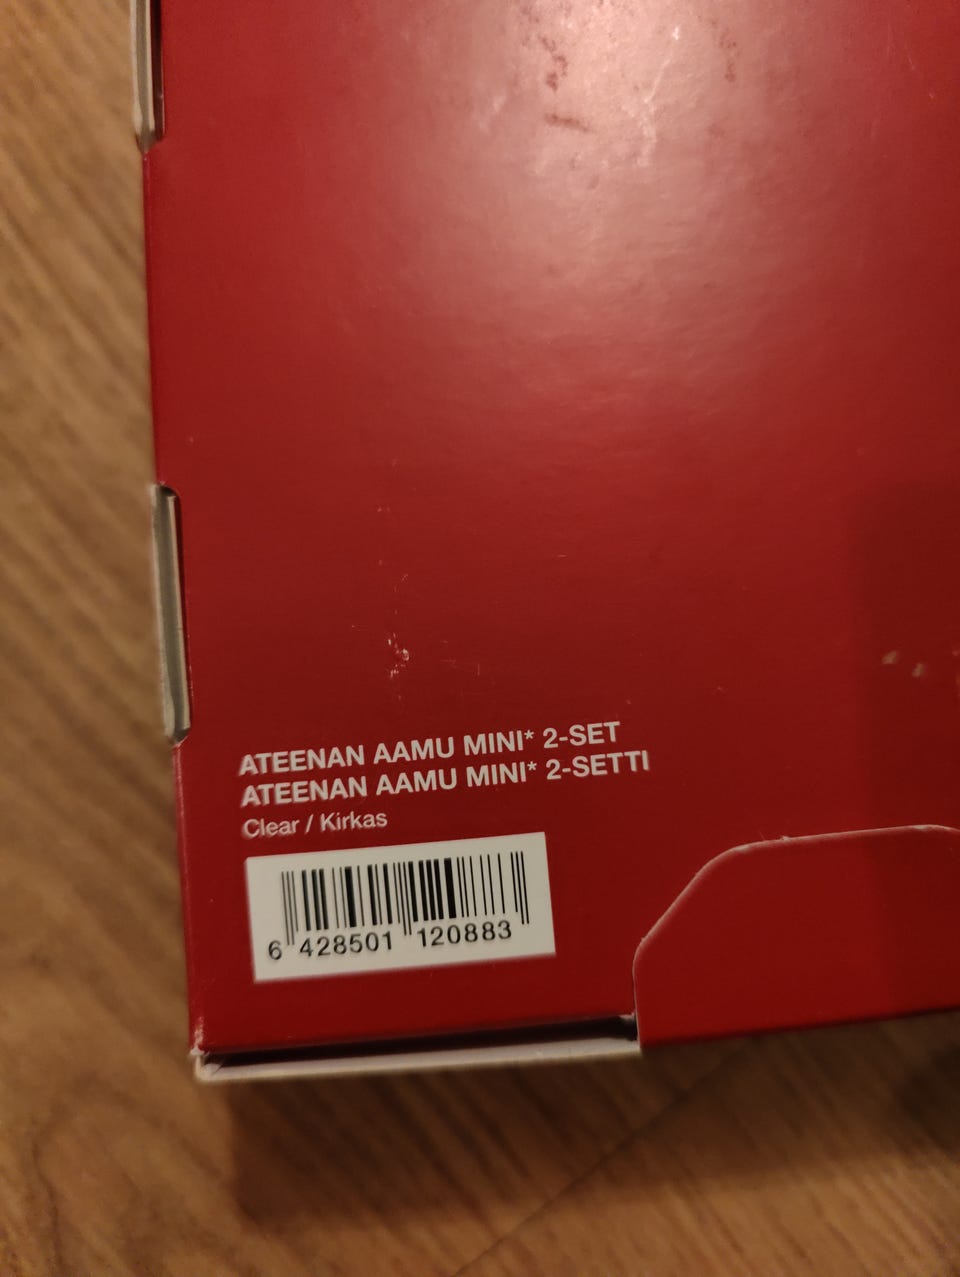 ATEENAN AAMU MINI* 2-SET
ATEENAN AAMU MINI* 2-SETTI
Clear / Kirkas
6 428501 120883